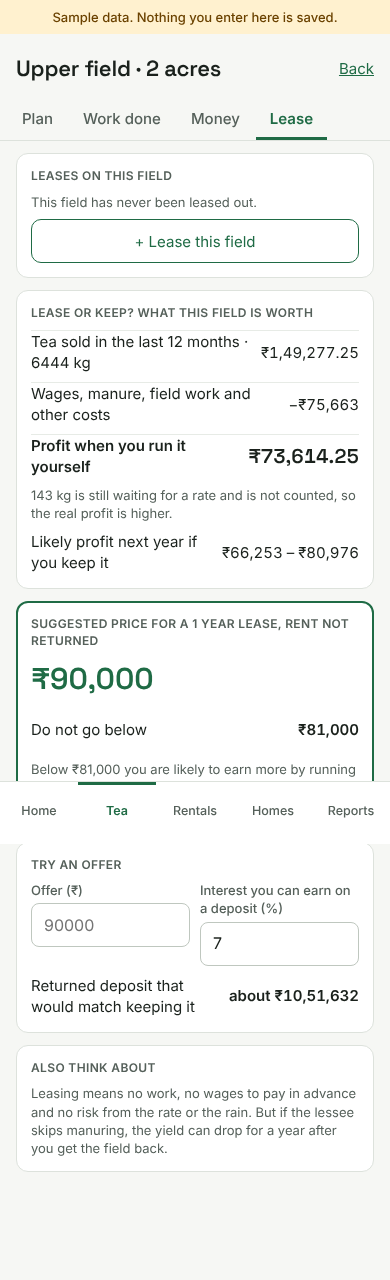 Sample data. Nothing you enter here is saved.
Upper field · 2 acres
Back
Plan Work done Money Lease
LEASES ON THIS FIELD
This field has never been leased out.
+ Lease this field
LEASE OR KEEP? WHAT THIS FIELD IS WORTH
Tea sold in the last 12 months ·
6444 kg
₹1,49,277.25
Wages, manure, field work and
other costs
−₹75,663
Profit when you run it
yourself
₹73,614.25
143 kg is still waiting for a rate and is not counted, so
the real profit is higher.
Likely profit next year if
you keep it
₹66,253 – ₹80,976
SUGGESTED PRICE FOR A 1 YEAR LEASE, RENT NOT
RETURNED
₹90,000
Do not go below
₹81,000
Below ₹81,000 you are likely to earn more by running
Home Tea Rentals Homes Reports
TRY AN OFFER
Offer (₹)
90000
Interest you can earn on
a deposit (%)
7
Returned deposit that
would match keeping it
about ₹10,51,632
ALSO THINK ABOUT
Leasing means no work, no wages to pay in advance
and no risk from the rate or the rain. But if the lessee
skips manuring, the yield can drop for a year after
you get the field back.